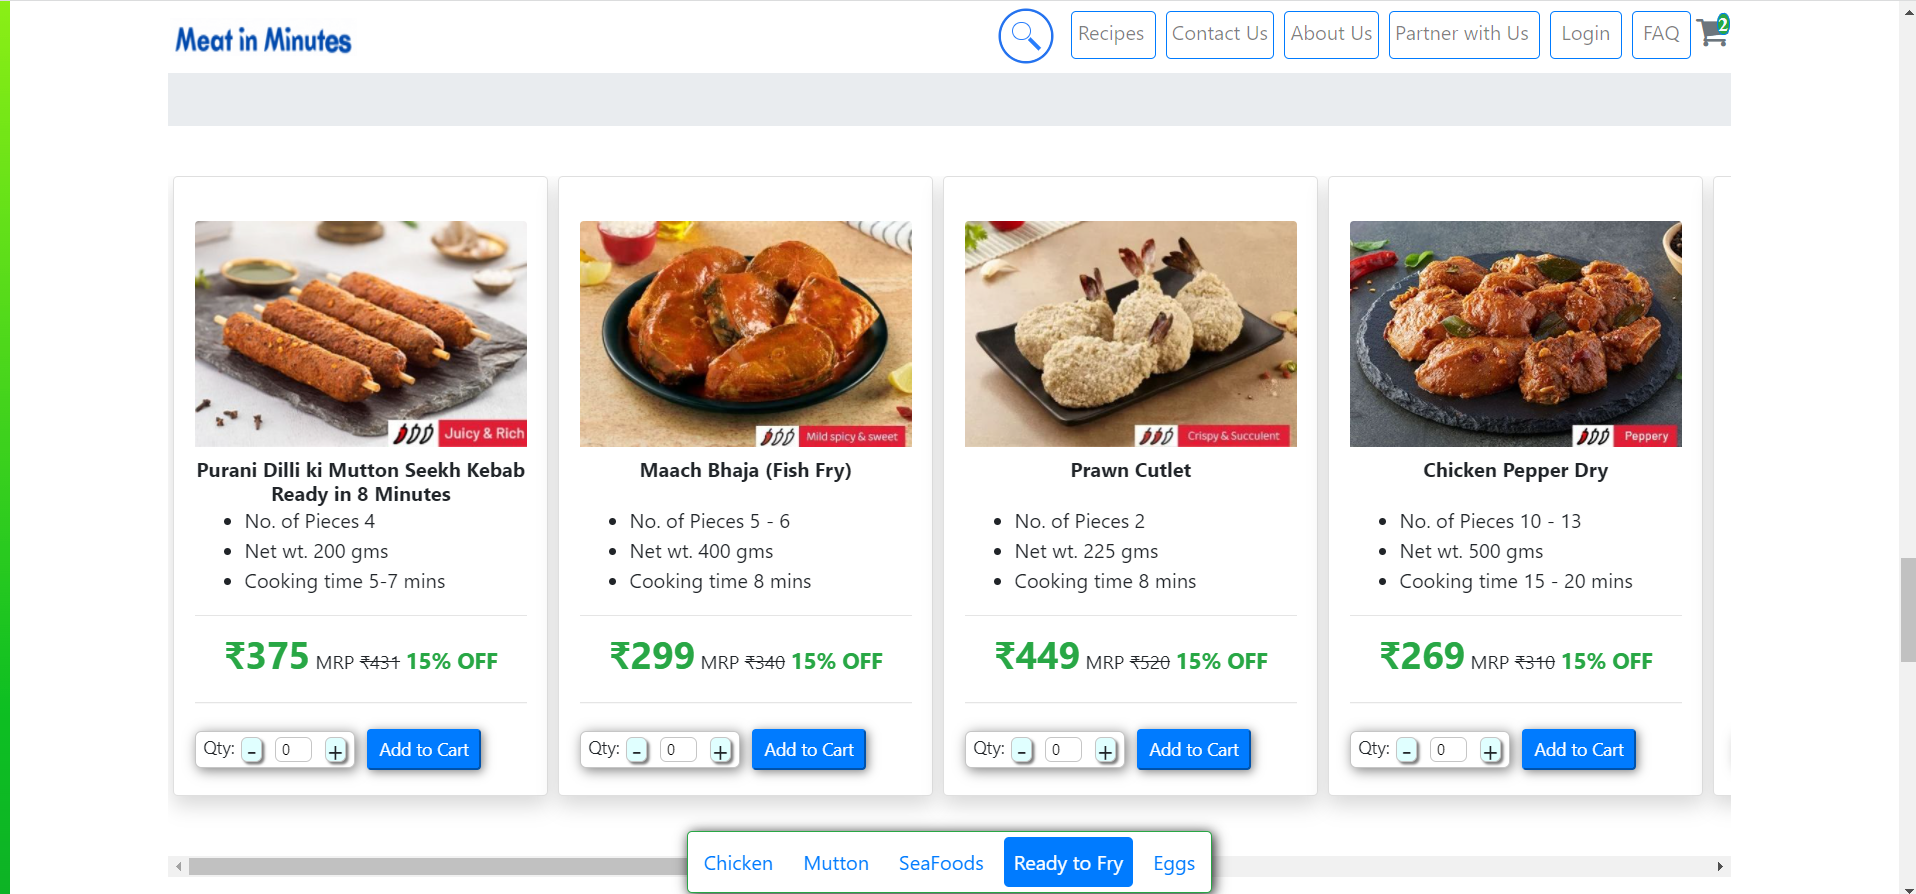 Meat in Minutes
Recipes
Contact Us
About Us
Partner with Us
Login
FAQ
2
Juicy & Rich
Purani Dilli ki Mutton Seekh Kebab
Ready in 8 Minutes
No. of Pieces 4
Net wt. 200 gms
Cooking time 5-7 mins
₹375 MRP ₹431 15% OFF
Qty: - 0 + Add to Cart
Mild spicy & sweet
Maach Bhaja (Fish Fry)
No. of Pieces 5 - 6
Net wt. 400 gms
Cooking time 8 mins
₹299 MRP ₹340 15% OFF
Qty: - 0 + Add to Cart
Crispy & Succulent
Prawn Cutlet
No. of Pieces 2
Net wt. 225 gms
Cooking time 8 mins
₹449 MRP ₹520 15% OFF
Qty: - 0 + Add to Cart
Peppery
Chicken Pepper Dry
No. of Pieces 10 - 13
Net wt. 500 gms
Cooking time 15 - 20 mins
₹269 MRP ₹310 15% OFF
Qty: - 0 + Add to Cart
Chicken
Mutton
SeaFoods
Ready to Fry
Eggs